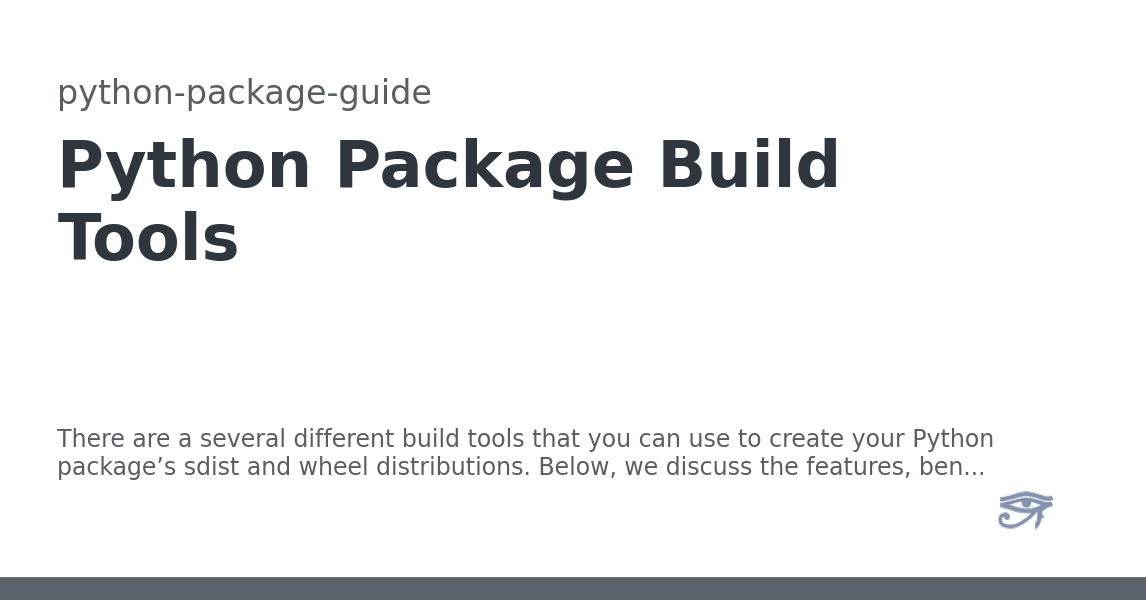 python-package-guide
Python Package Build
Tools
There are a several different build tools that you can use to create your Python
package’s sdist and wheel distributions. Below, we discuss the features, ben...